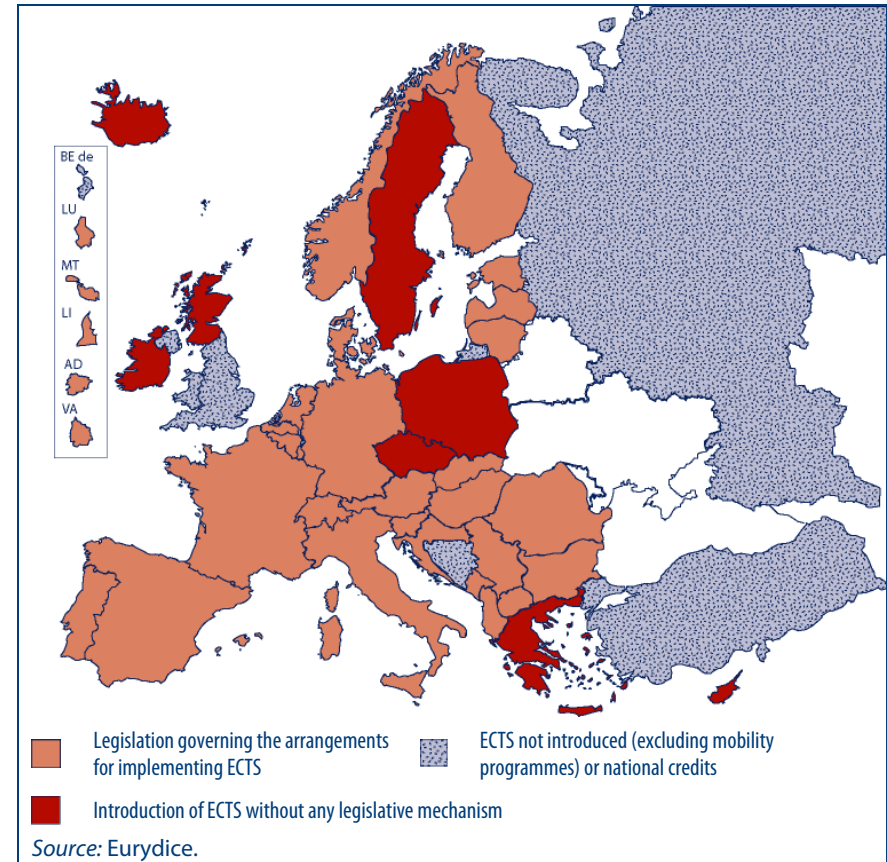 BE de
LU
MT
LI
AD
VA
Legislation governing the arrangements
for implementing ECTS
ECTS not introduced (excluding mobility
programmes) or national credits
Introduction of ECTS without any legislative mechanism
Source: Eurydice.